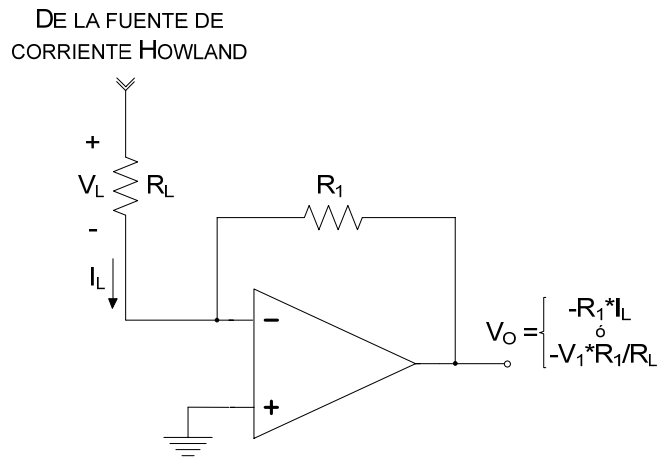 DE LA FUENTE DE
CORRIENTE HOWLAND
+
VL RL
-
IL
R1
-
+
VO =
-R1*IL
ó
-V1*R1/RL